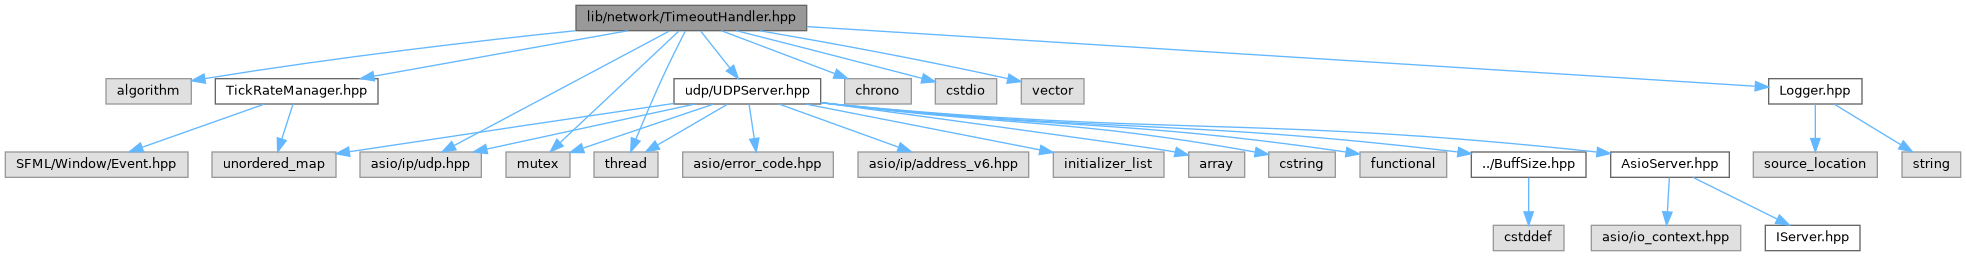 lib/network/TimeoutHandler.hpp
algorithm
TickRateManager.hpp
udp/UDPServer.hpp
chrono
cstdio
vector
Logger.hpp
SFML/Window/Event.hpp
unordered_map
asio/ip/udp.hpp
mutex
thread
asio/error_code.hpp
asio/ip/address_v6.hpp
initializer_list
array
cstring
functional
../BuffSize.hpp
AsioServer.hpp
source_location
string
cstddef
asio/io_context.hpp
IServer.hpp